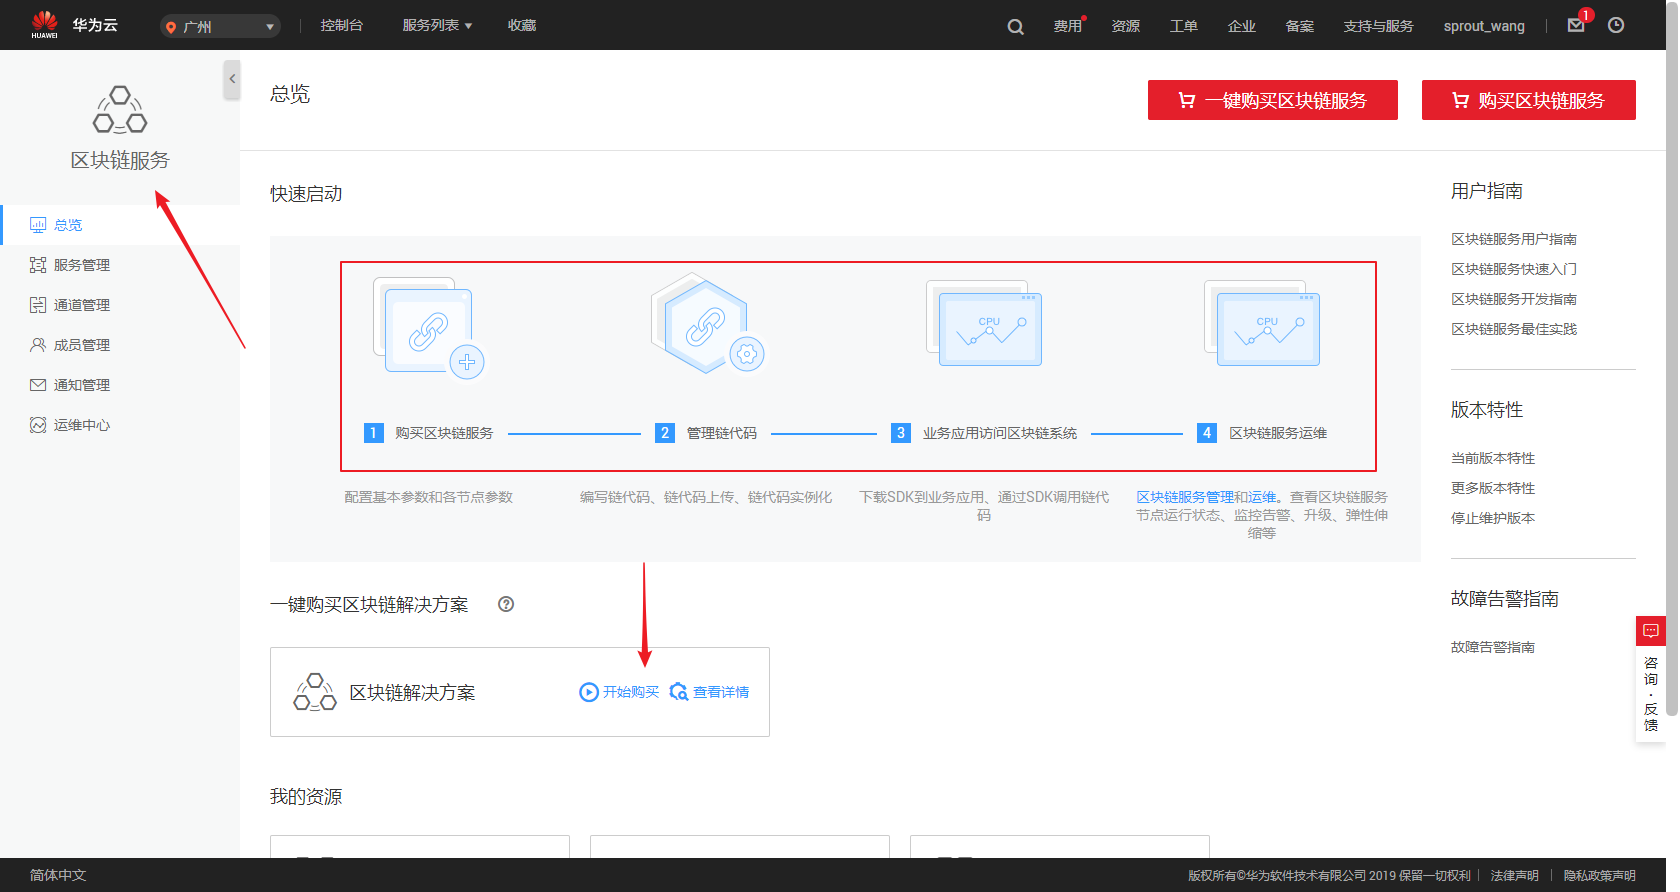 HUAWEI
华为云
广州
控制台
服务列表
收藏
费用
资源
工单
企业
备案
支持与服务
sprout_wang
1
区块链服务
总览
服务管理
通道管理
成员管理
通知管理
运维中心
总览
一键购买区块链服务
购买区块链服务
快速启动
CPU
CPU
1 购买区块链服务
2 管理链代码
3 业务应用访问区块链系统
4 区块链服务运维
配置基本参数和各节点参数
编写链代码、链代码上传、链代码实例化
下载SDK到业务应用、通过SDK调用链代
码
区块链服务管理和运维。查看区块链服务
节点运行状态、监控告警、升级、弹性伸
缩等
一键购买区块链解决方案
区块链解决方案
开始购买
查看详情
我的资源
用户指南
区块链服务用户指南
区块链服务快速入门
区块链服务开发指南
区块链服务最佳实践
版本特性
当前版本特性
更多版本特性
停止维护版本
故障告警指南
故障告警指南
咨询·反馈
简体中文
版权所有©华为软件技术有限公司 2019 保留一切权利
法律声明
隐私政策声明